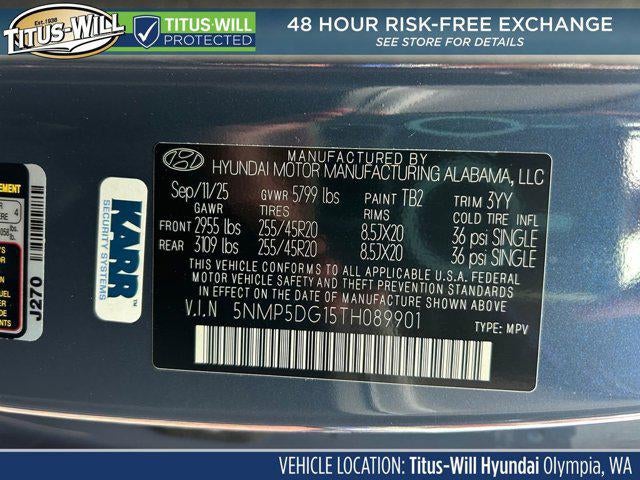 Est. 1938
TITUS-WILL
TITUS-WILL
PROTECTED
48 HOUR RISK-FREE EXCHANGE
SEE STORE FOR DETAILS
MANUFACTURED BY
HYUNDAI MOTOR MANUFACTURING ALABAMA, LLC
Sep/11/25 GVWR 5799 lbs PAINT TB2 TRIM 3YY
GAWR TIRES RIMS COLD TIRE INFL
FRONT 2955 lbs 255/45R20 8.5JX20 36 psi SINGLE
REAR 3109 lbs 255/45R20 8.5JX20 36 psi SINGLE
THIS VEHICLE CONFORMS TO ALL APPLICABLE U.S.A. FEDERAL
MOTOR VEHICLE SAFETY AND THEFT PREVENTION STANDARDS
IN EFFECT ON THE DATE OF MANUFACTURE SHOWN ABOVE.
V.I.N 5NMP5DG15TH089901
TYPE: MPV
KARR
SECURITY SYSTEMS
J270
VEHICLE LOCATION: Titus-Will Hyundai Olympia, WA